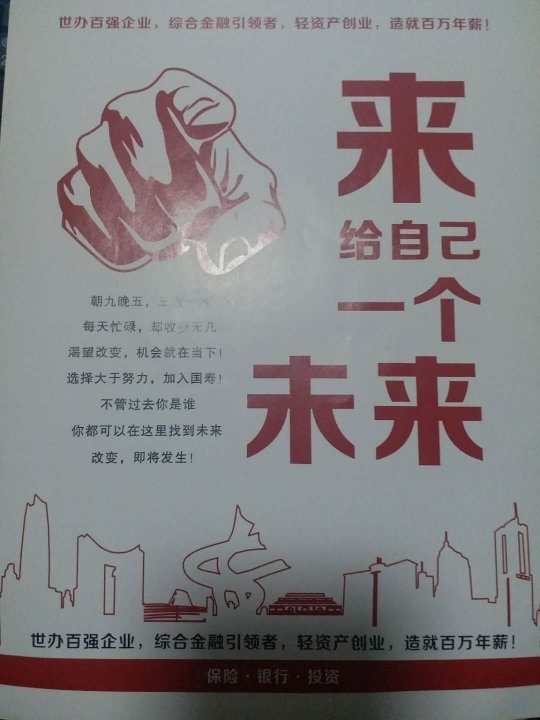 世办百强企业，综合金融引领者，轻资产创业，造就百万年薪！
来
给自己
一个
未来
朝九晚五，三点一
每天忙碌，却收获无几
渴望改变，机会就在当下！
选择大于努力，加入国寿！
不管过去你是谁
你都可以在这里找到未来
改变，即将发生！
世办百强企业，综合金融引领者，轻资产创业，造就百万年薪！
保险·银行·投资